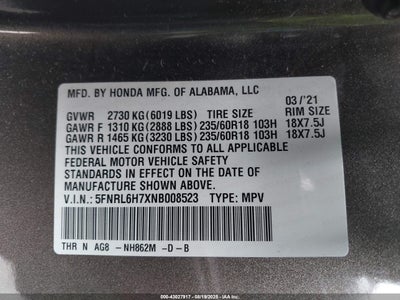 MFD. BY HONDA MFG. OF ALABAMA, LLC
03 /'21
GVWR 2730 KG (6019 LBS) TIRE SIZE RIM SIZE
GAWR F 1310 KG (2888 LBS) 235/60R18 103H 18X7.5J
GAWR R 1465 KG (3230 LBS) 235/60R18 103H 18X7.5J
THIS VEHICLE CONFORMS TO ALL APPLICABLE
FEDERAL MOTOR VEHICLE SAFETY
STANDARDS IN EFFECT ON THE DATE OF
MANUFACTURE SHOWN ABOVE.
V.I.N.: 5FNRL6H7XNB008523 TYPE: MPV
THR N AG8 -NH862M -D -B
600-43027917 - 08/19/2025 - IAAI.COM